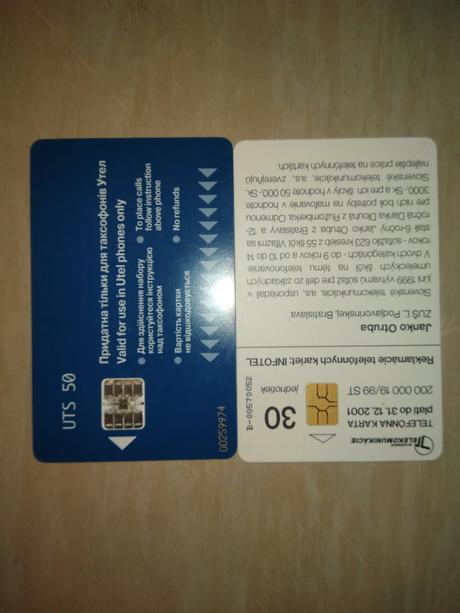 UTS 50
Придатна тільки для таксофонів Утел
Valid for use in Utel phones only
Для здійснення набору
користуйтеся інструкцією
над таксофоном
Вартість картки
не відшкодовується
To place calls
follow instruction
above phone
No refunds
00259974
TELEKOMUNIKÁCIE
TELEFÓNNA KARTA
platí do 31. 12. 2001
200 000 /19/99 ST
30 jednotiek
B-00570052
Reklamácie telefónnych kariet: INFOTEL
Janko Otruba
ZUŠ Ľ. Podjavorinskej, Bratislava
Slovenské telekomunikácie, a.s., usporiadali v
júni 1999 výtvarnú súťaž pre deti zo základných
umeleckých škôl na tému telefonovanie.
V dvoch kategóriách - do 9 rokov a od 10 do 14
rokov - súťažilo 623 kresieb z 55 škôl. Víťazmi sa
stali 8-ročný Janko Otruba z Bratislavy a 12-
ročná Danka Dlouhá z Ružomberka. Odmenou
pre nich boli potreby na maľovanie v hodnote
3000,- Sk a pre ich školy v hodnote 50 000,- Sk.
Slovenské telekomunikácie, a.s., zverejňujú
najlepšie práce na telefónnych kartách.